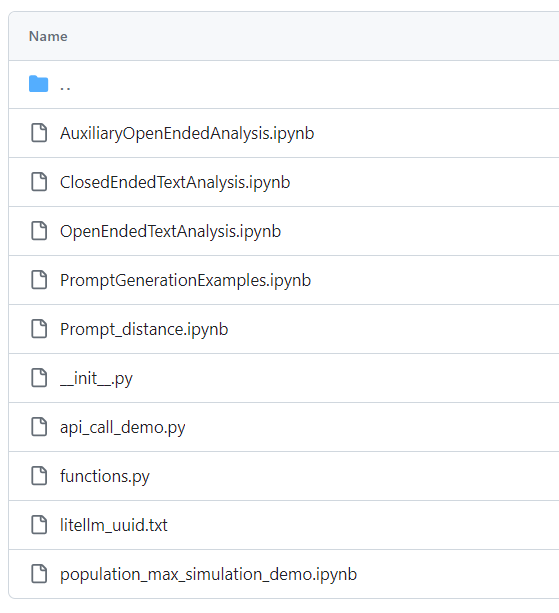 Name
..
AuxiliaryOpenEndedAnalysis.ipynb
ClosedEndedTextAnalysis.ipynb
OpenEndedTextAnalysis.ipynb
PromptGenerationExamples.ipynb
Prompt_distance.ipynb
__init__.py
api_call_demo.py
functions.py
litellm_uuid.txt
population_max_simulation_demo.ipynb